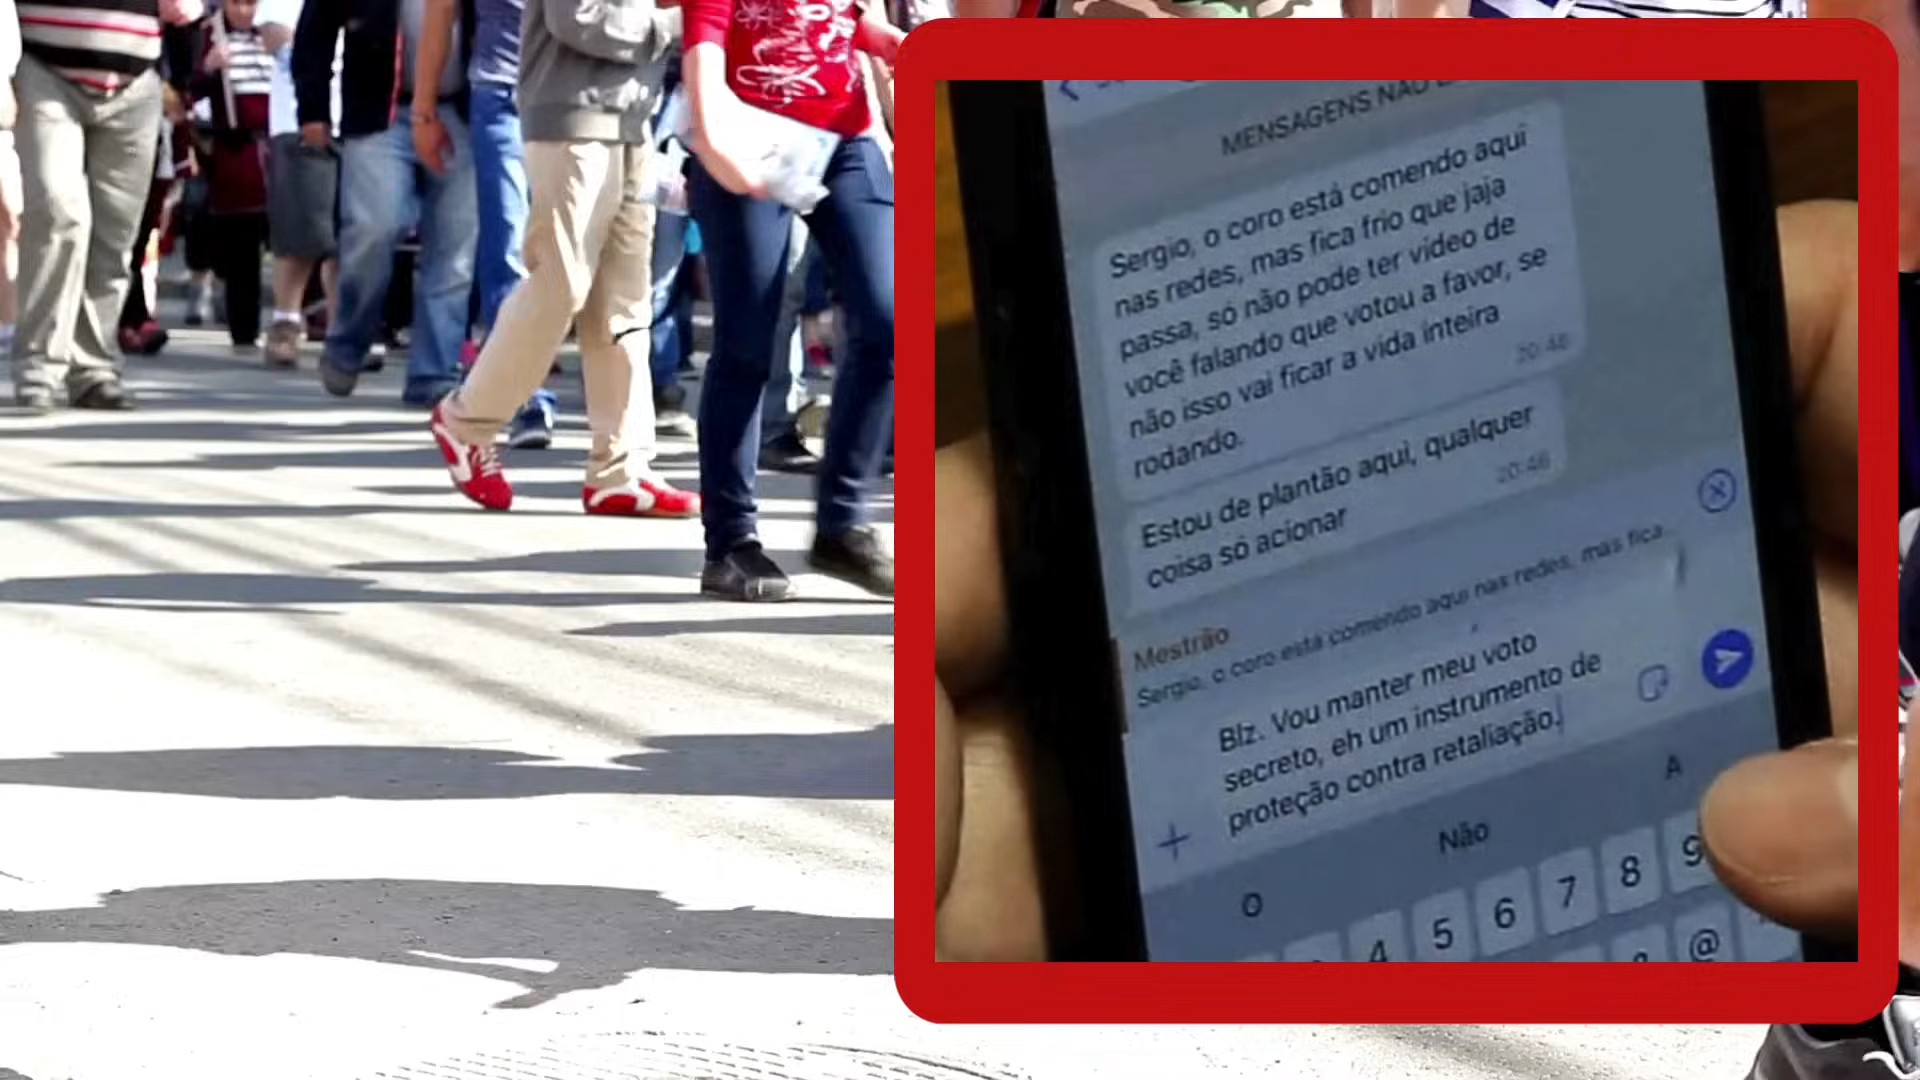 MENSAGENS NÃO
Sergio, o coro está comendo aqui
nas redes, mas fica frio que jaja
passa, só não pode ter video de
você falando que votou a favor, se
não isso vai ficar a vida inteira
rodando.
20:46
Estou de plantão aqui, qualquer
coisa só acionar
20:46
Mestrão
Sergio, o coro está comendo aqui nas redes, mas fica...
Blz. Vou manter meu voto
secreto, eh um instrumento de
proteção contra retaliação.
O
Não
A
4 5 6 7 8 9
@